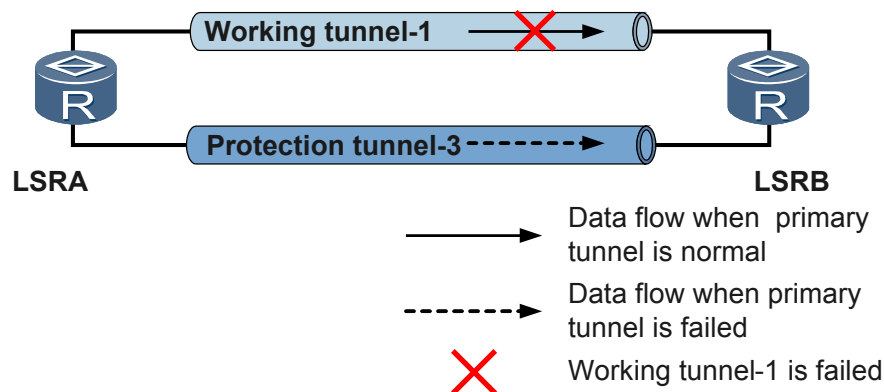 Working tunnel-1
R
R
Protection tunnel-3
LSRA
LSRB
Data flow when primary
tunnel is normal
Data flow when primary
tunnel is failed
Working tunnel-1 is failed